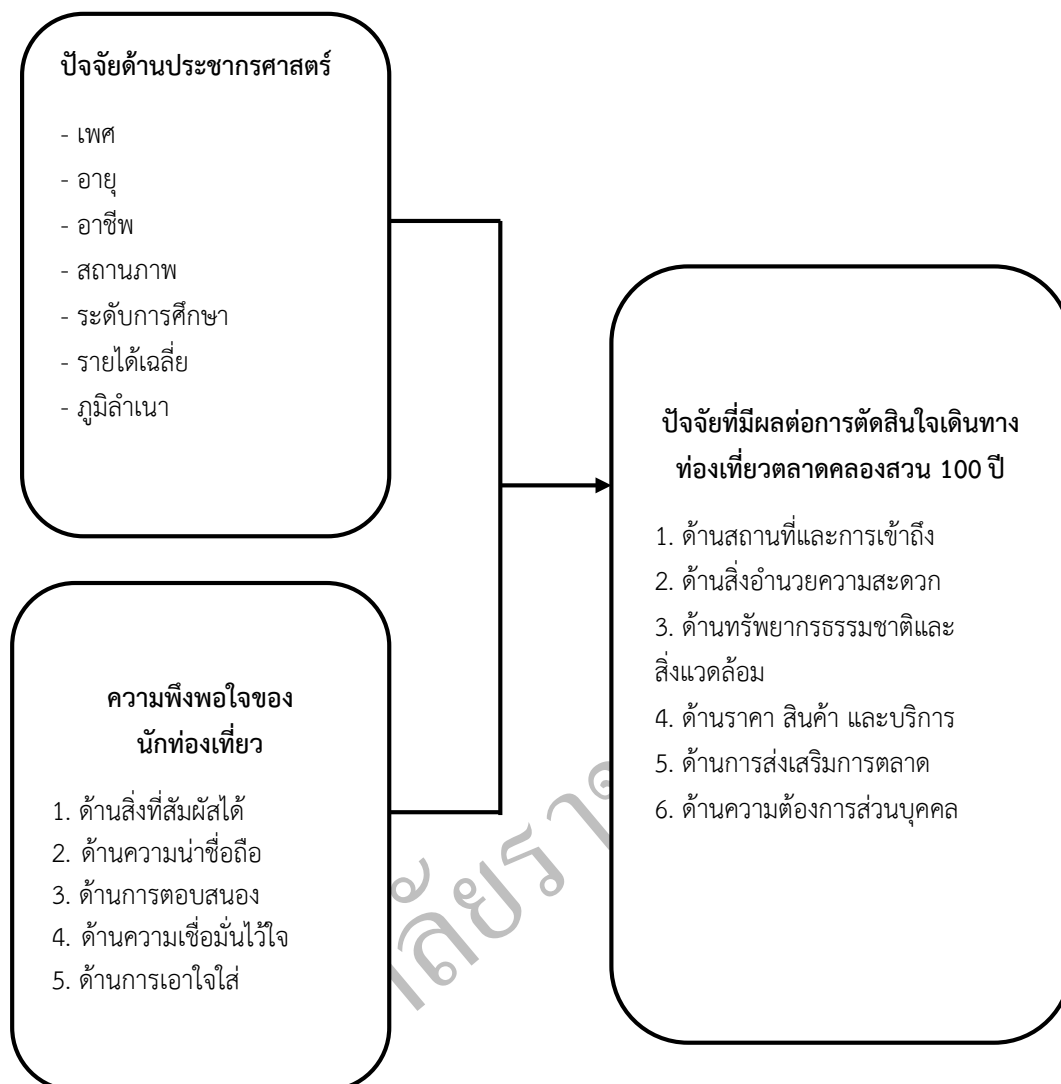 ปัจจัยด้านประชากรศาสตร์
- เพศ
- อายุ
- อาชีพ
- สถานภาพ
- ระดับการศึกษา
- รายได้เฉลี่ย
- ภูมิลำเนา
ความพึงพอใจของ
นักท่องเที่ยว
1. ด้านสิ่งที่สัมผัสได้
2. ด้านความน่าชื่อถือ
3. ด้านการตอบสนอง
4. ด้านความเชื่อมั่นไว้ใจ
5. ด้านการเอาใจใส่
ปัจจัยที่มีผลต่อการตัดสินใจเดินทาง
ท่องเที่ยวตลาดคลองสวน 100 ปี
1. ด้านสถานที่และการเข้าถึง
2. ด้านสิ่งอำนวยความสะดวก
3. ด้านทรัพยากรธรรมชาติและ
สิ่งแวดล้อม
4. ด้านราคา สินค้า และบริการ
5. ด้านการส่งเสริมการตลาด
6. ด้านความต้องการส่วนบุคคล